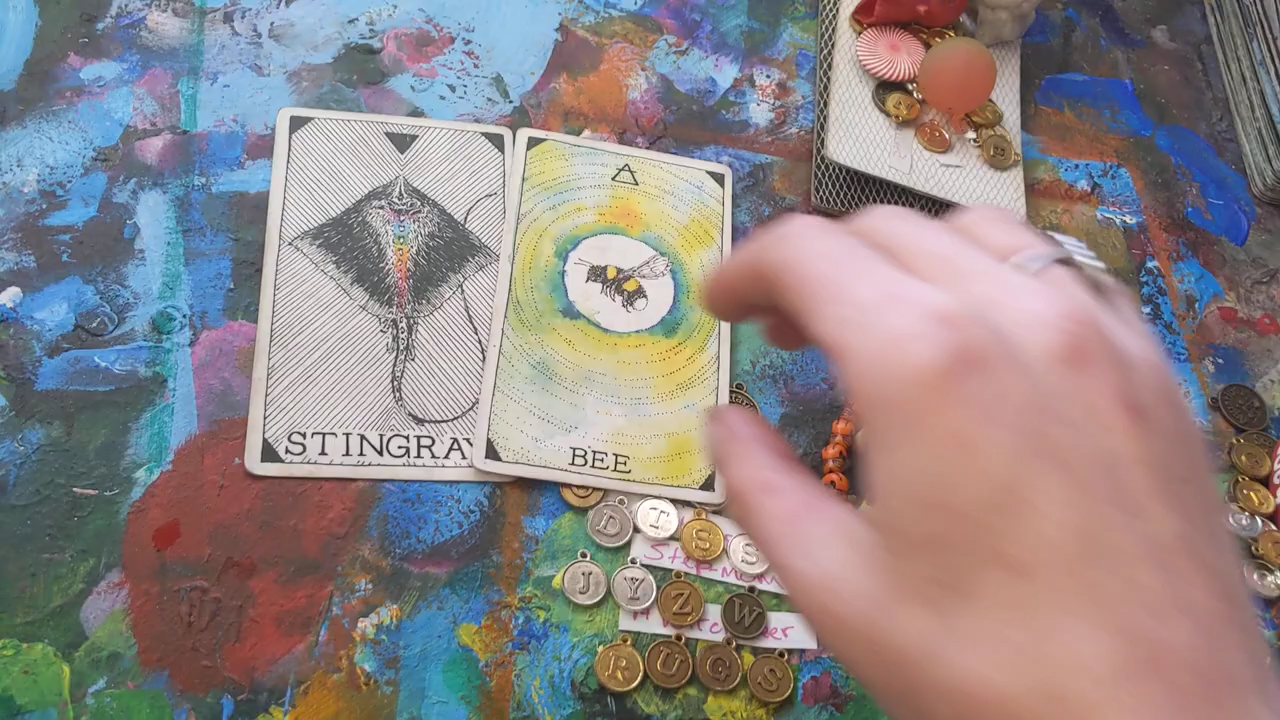 STINGRAY
BEE
D T S S
Step-Mom
J Y Z W
R U G S